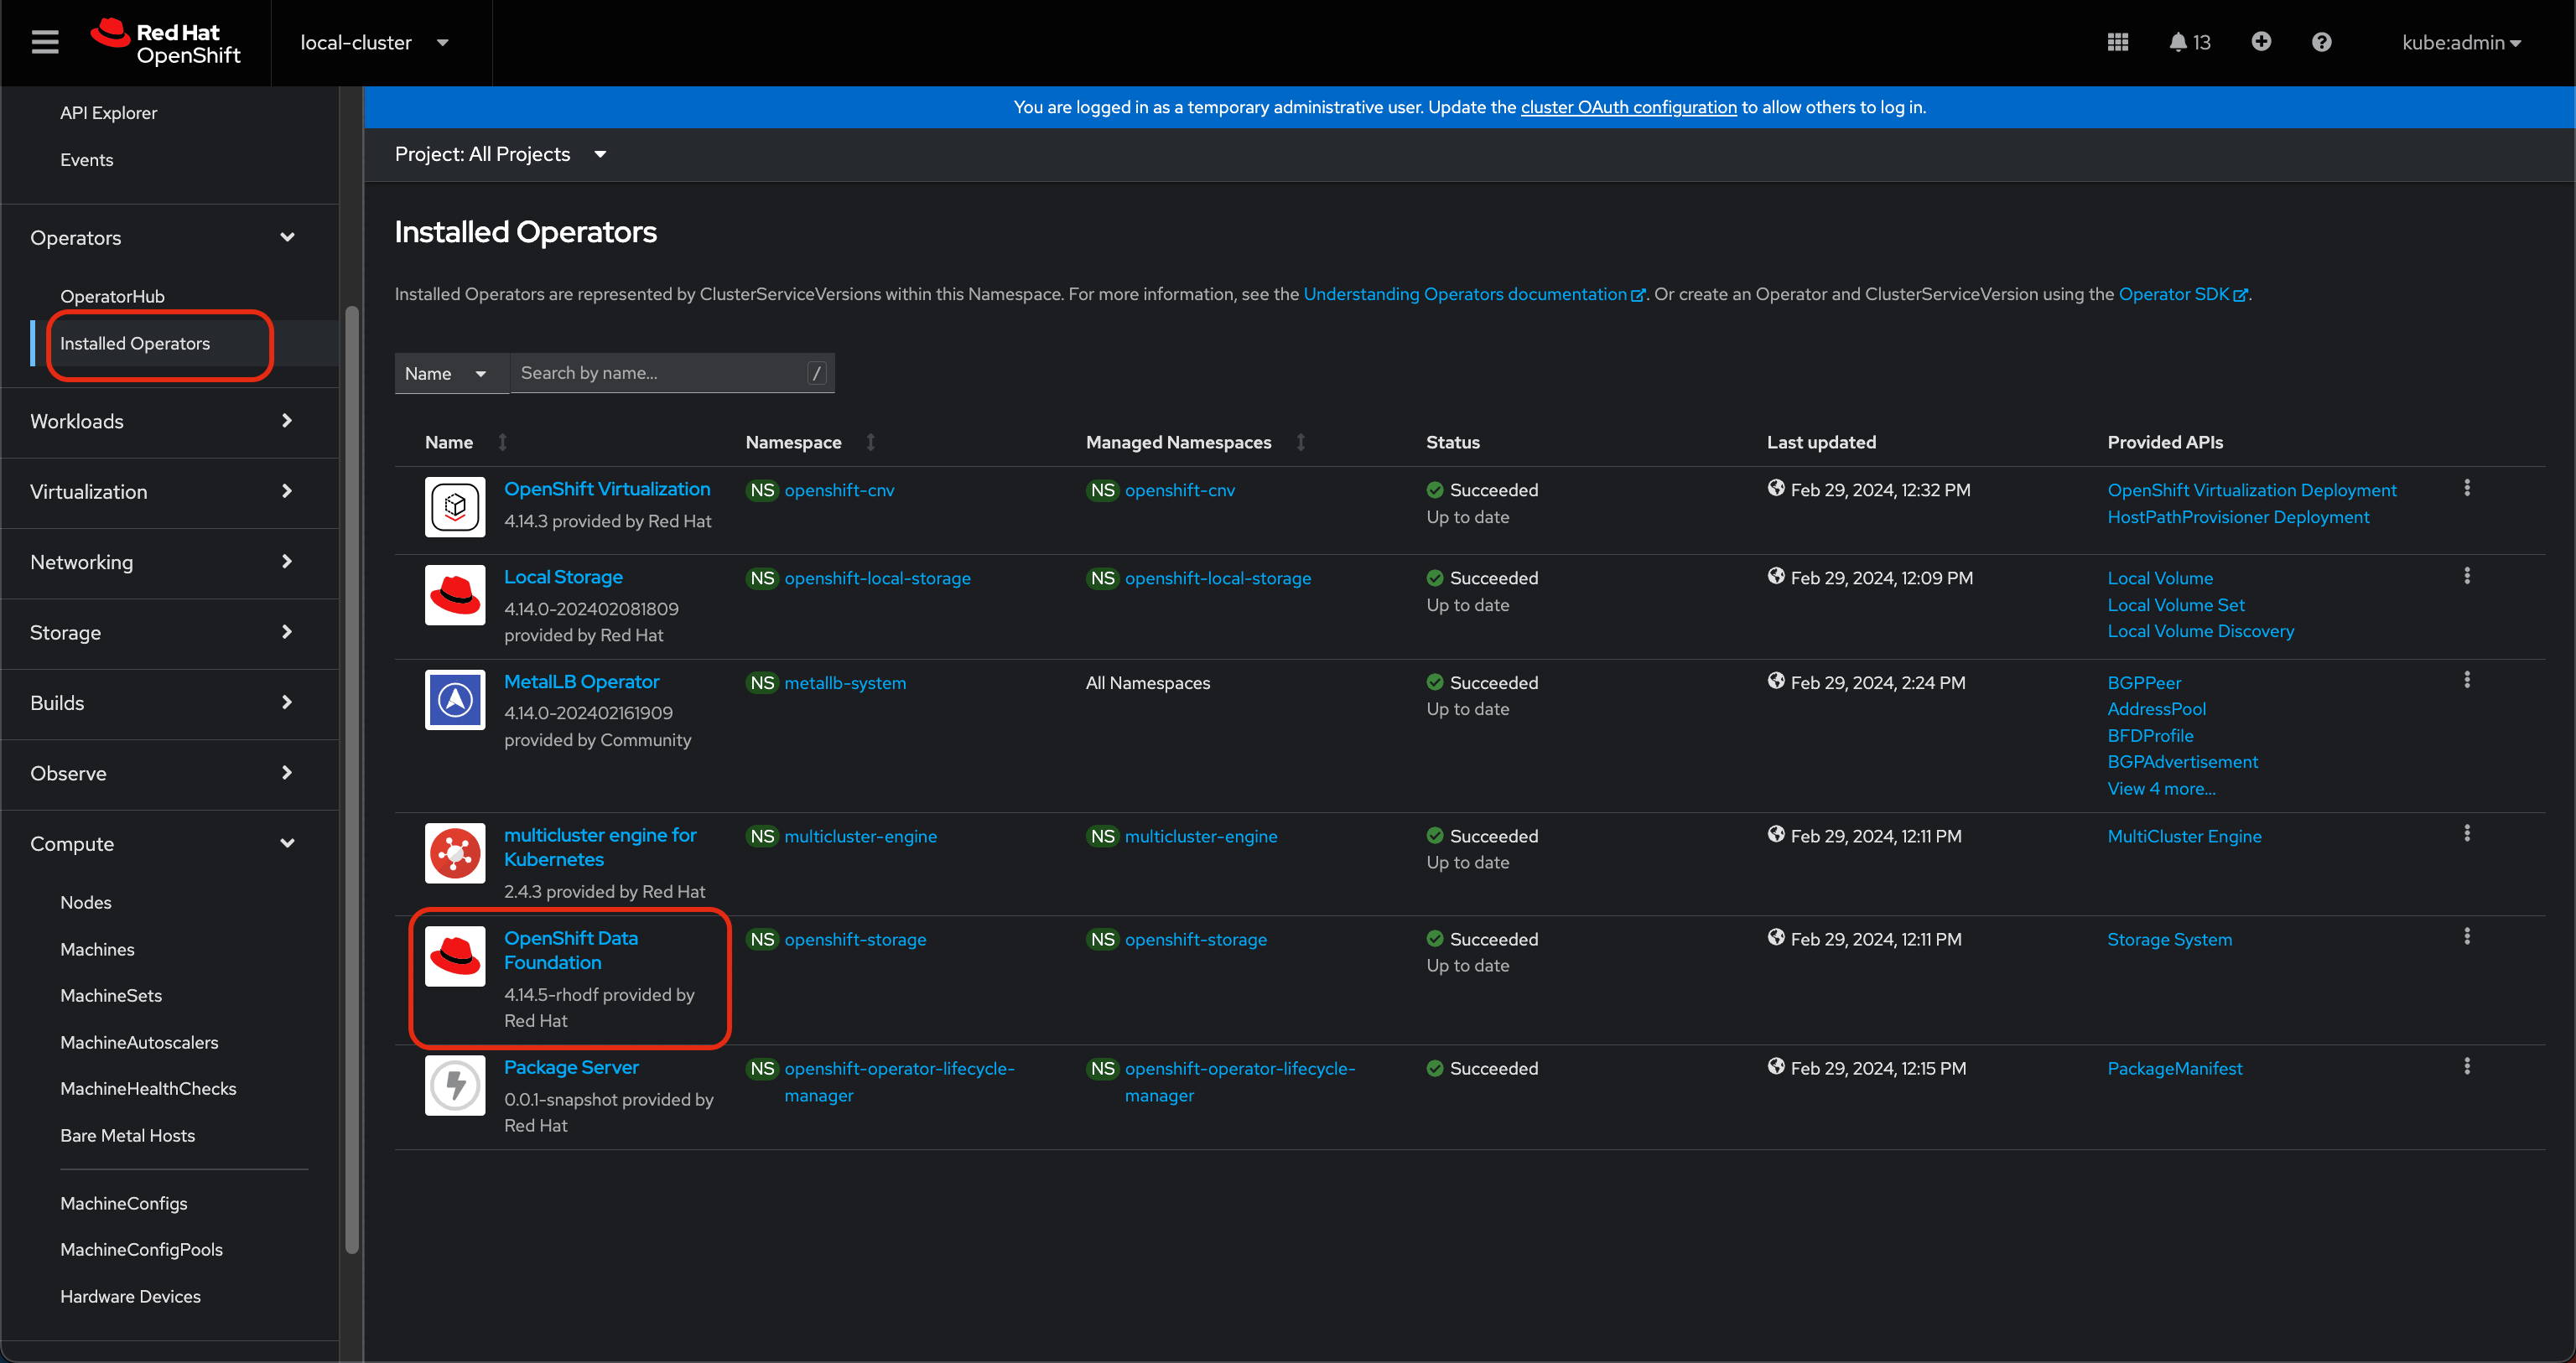 Red Hat
OpenShift
local-cluster
13
kube:admin
API Explorer
Events
Operators
OperatorHub
Installed Operators
Workloads
Virtualization
Networking
Storage
Builds
Observe
Compute
Nodes
Machines
MachineSets
MachineAutoscalers
MachineHealthChecks
Bare Metal Hosts
MachineConfigs
MachineConfigPools
Hardware Devices
You are logged in as a temporary administrative user. Update the cluster OAuth configuration to allow others to log in.
Project: All Projects
Installed Operators
Installed Operators are represented by ClusterServiceVersions within this Namespace. For more information, see the Understanding Operators documentation. Or create an Operator and ClusterServiceVersion using the Operator SDK.
Name Search by name... /
Name Namespace Managed Namespaces Status Last updated Provided APIs
OpenShift Virtualization
4.14.3 provided by Red Hat
NS openshift-cnv
NS openshift-cnv
Succeeded
Up to date
Feb 29, 2024, 12:32 PM
OpenShift Virtualization Deployment
HostPathProvisioner Deployment
Local Storage
4.14.0-202402081809
provided by Red Hat
NS openshift-local-storage
NS openshift-local-storage
Succeeded
Up to date
Feb 29, 2024, 12:09 PM
Local Volume
Local Volume Set
Local Volume Discovery
MetalLB Operator
4.14.0-202402161909
provided by Community
NS metallb-system
All Namespaces
Succeeded
Up to date
Feb 29, 2024, 2:24 PM
BGPPeer
AddressPool
BFDProfile
BGPAdvertisement
View 4 more...
multicluster engine for
Kubernetes
2.4.3 provided by Red Hat
NS multicluster-engine
NS multicluster-engine
Succeeded
Up to date
Feb 29, 2024, 12:11 PM
MultiCluster Engine
OpenShift Data
Foundation
4.14.5-rhodf provided by
Red Hat
NS openshift-storage
NS openshift-storage
Succeeded
Up to date
Feb 29, 2024, 12:11 PM
Storage System
Package Server
0.0.1-snapshot provided by
Red Hat
NS openshift-operator-lifecycle-
manager
NS openshift-operator-lifecycle-
manager
Succeeded
Feb 29, 2024, 12:15 PM
PackageManifest